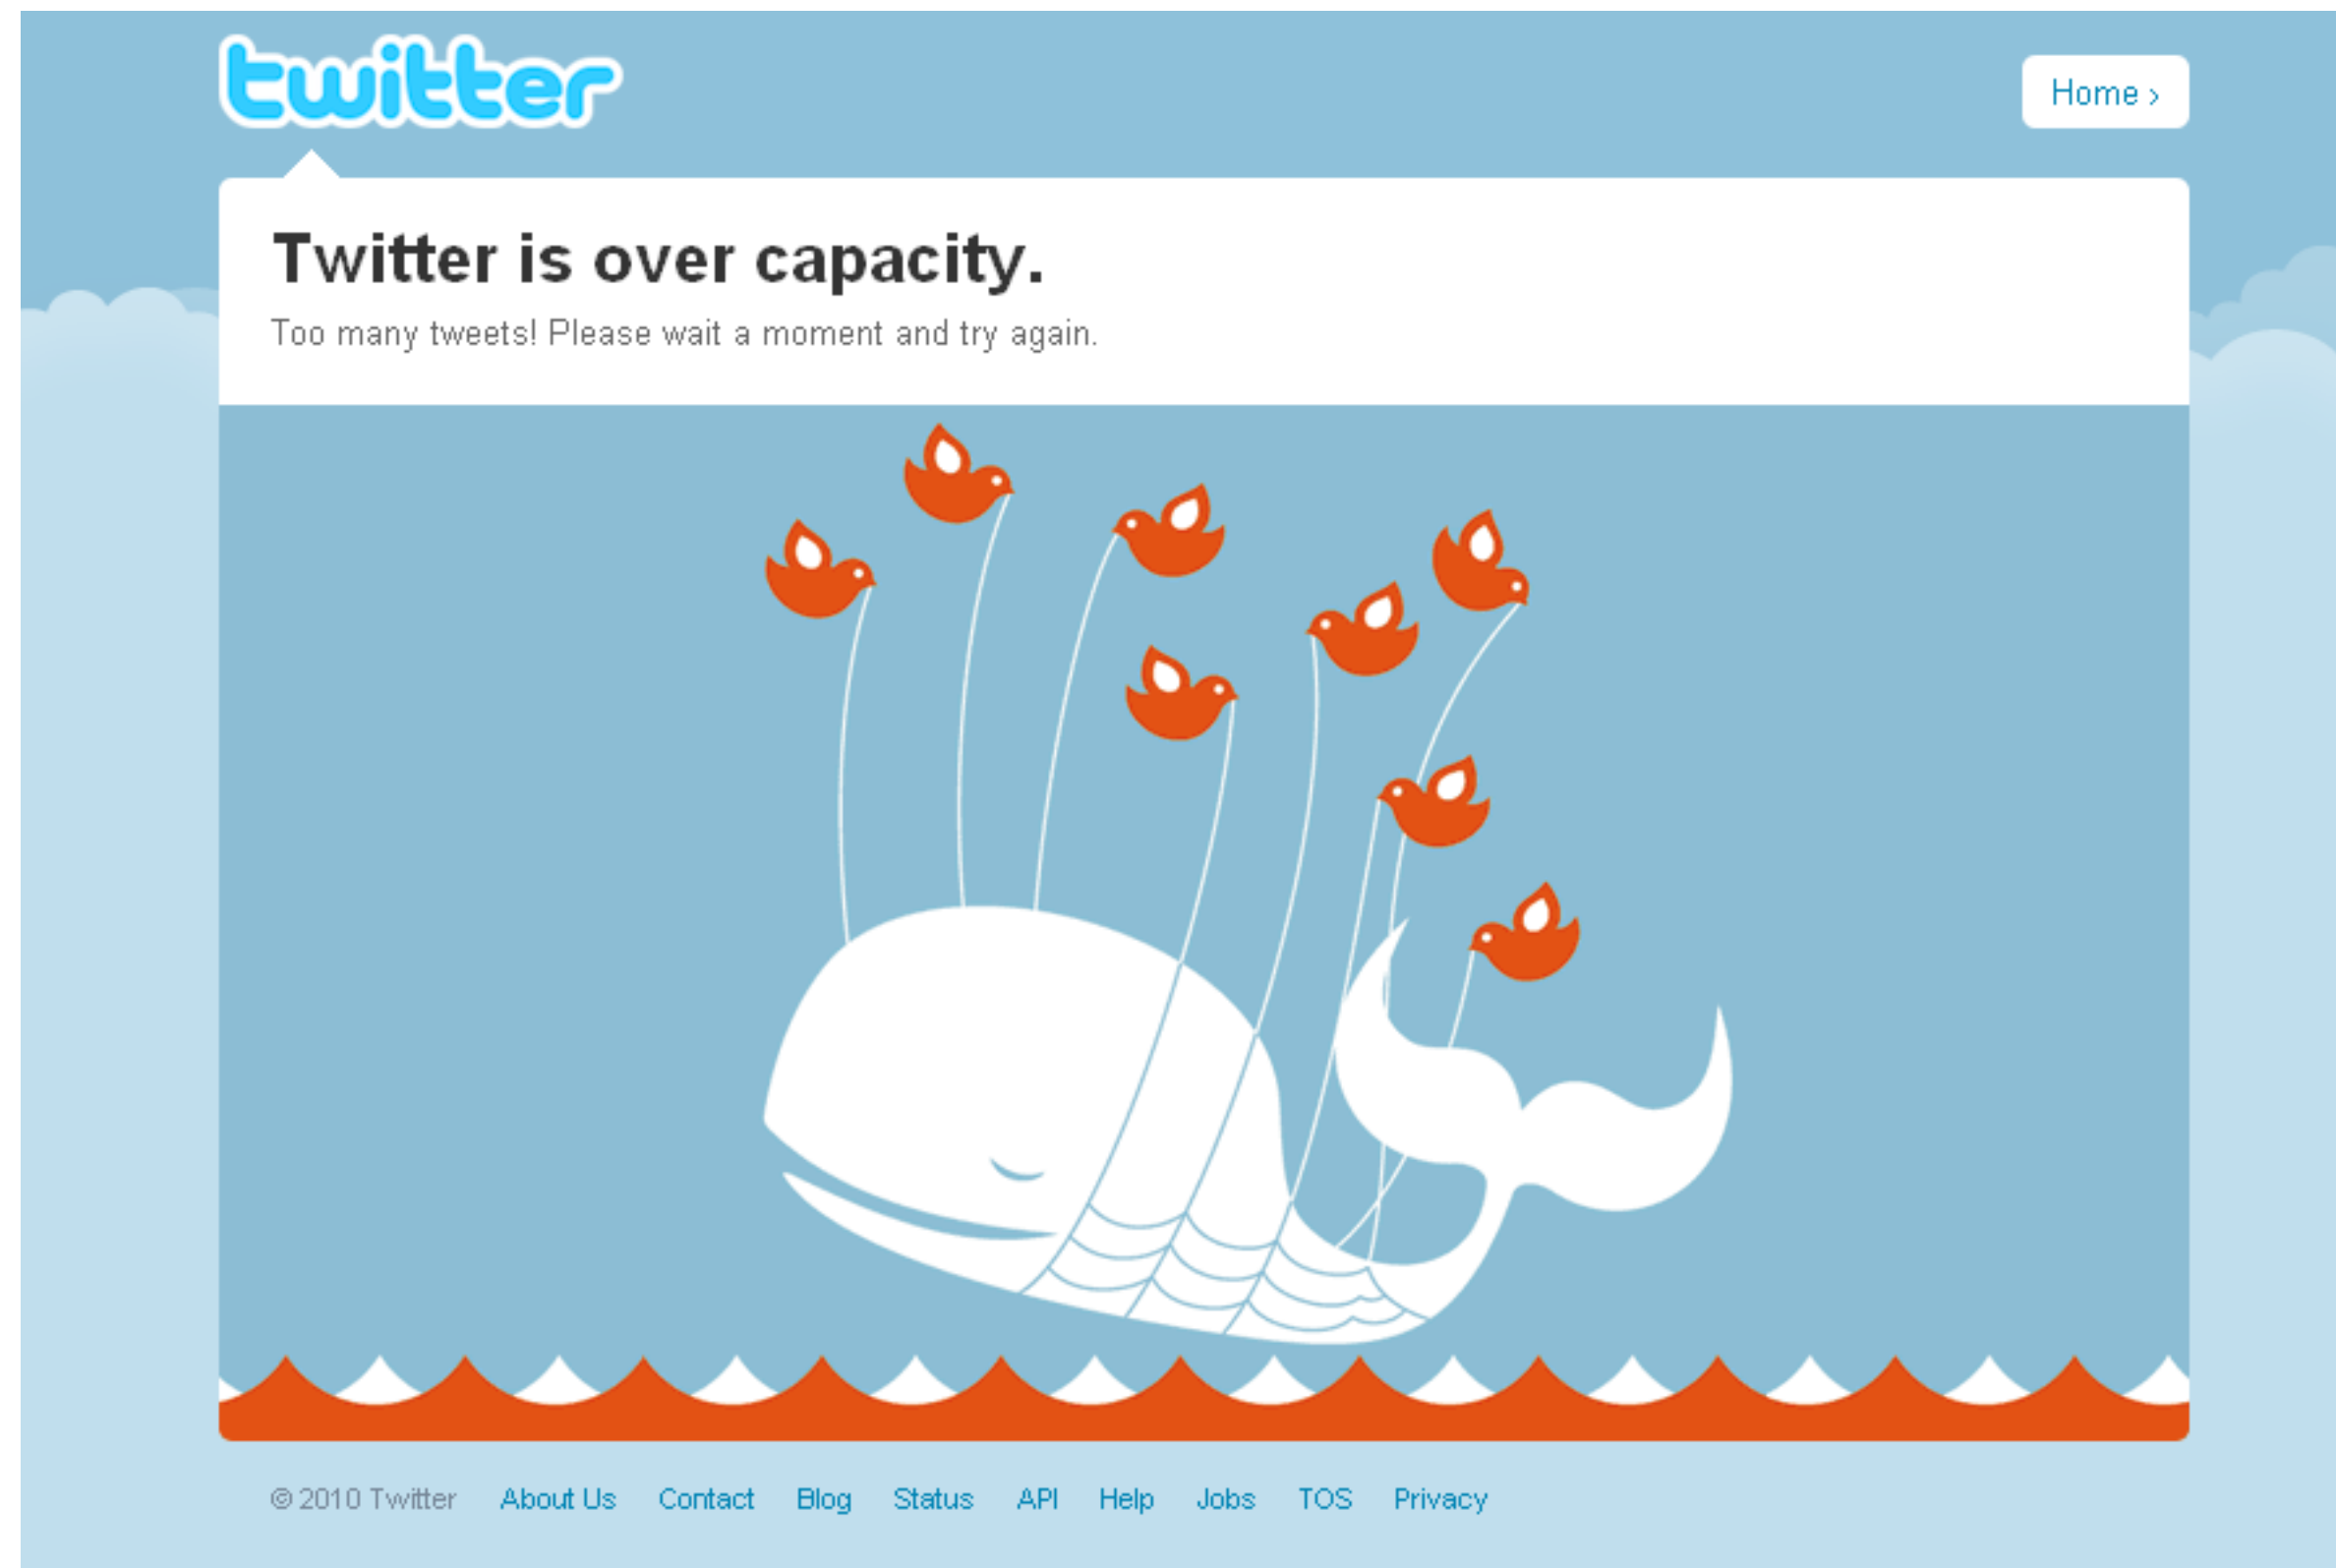 twitter
Home ›
Twitter is over capacity.
Too many tweets! Please wait a moment and try again.
© 2010 Twitter About Us Contact Blog Status API Help Jobs TOS Privacy